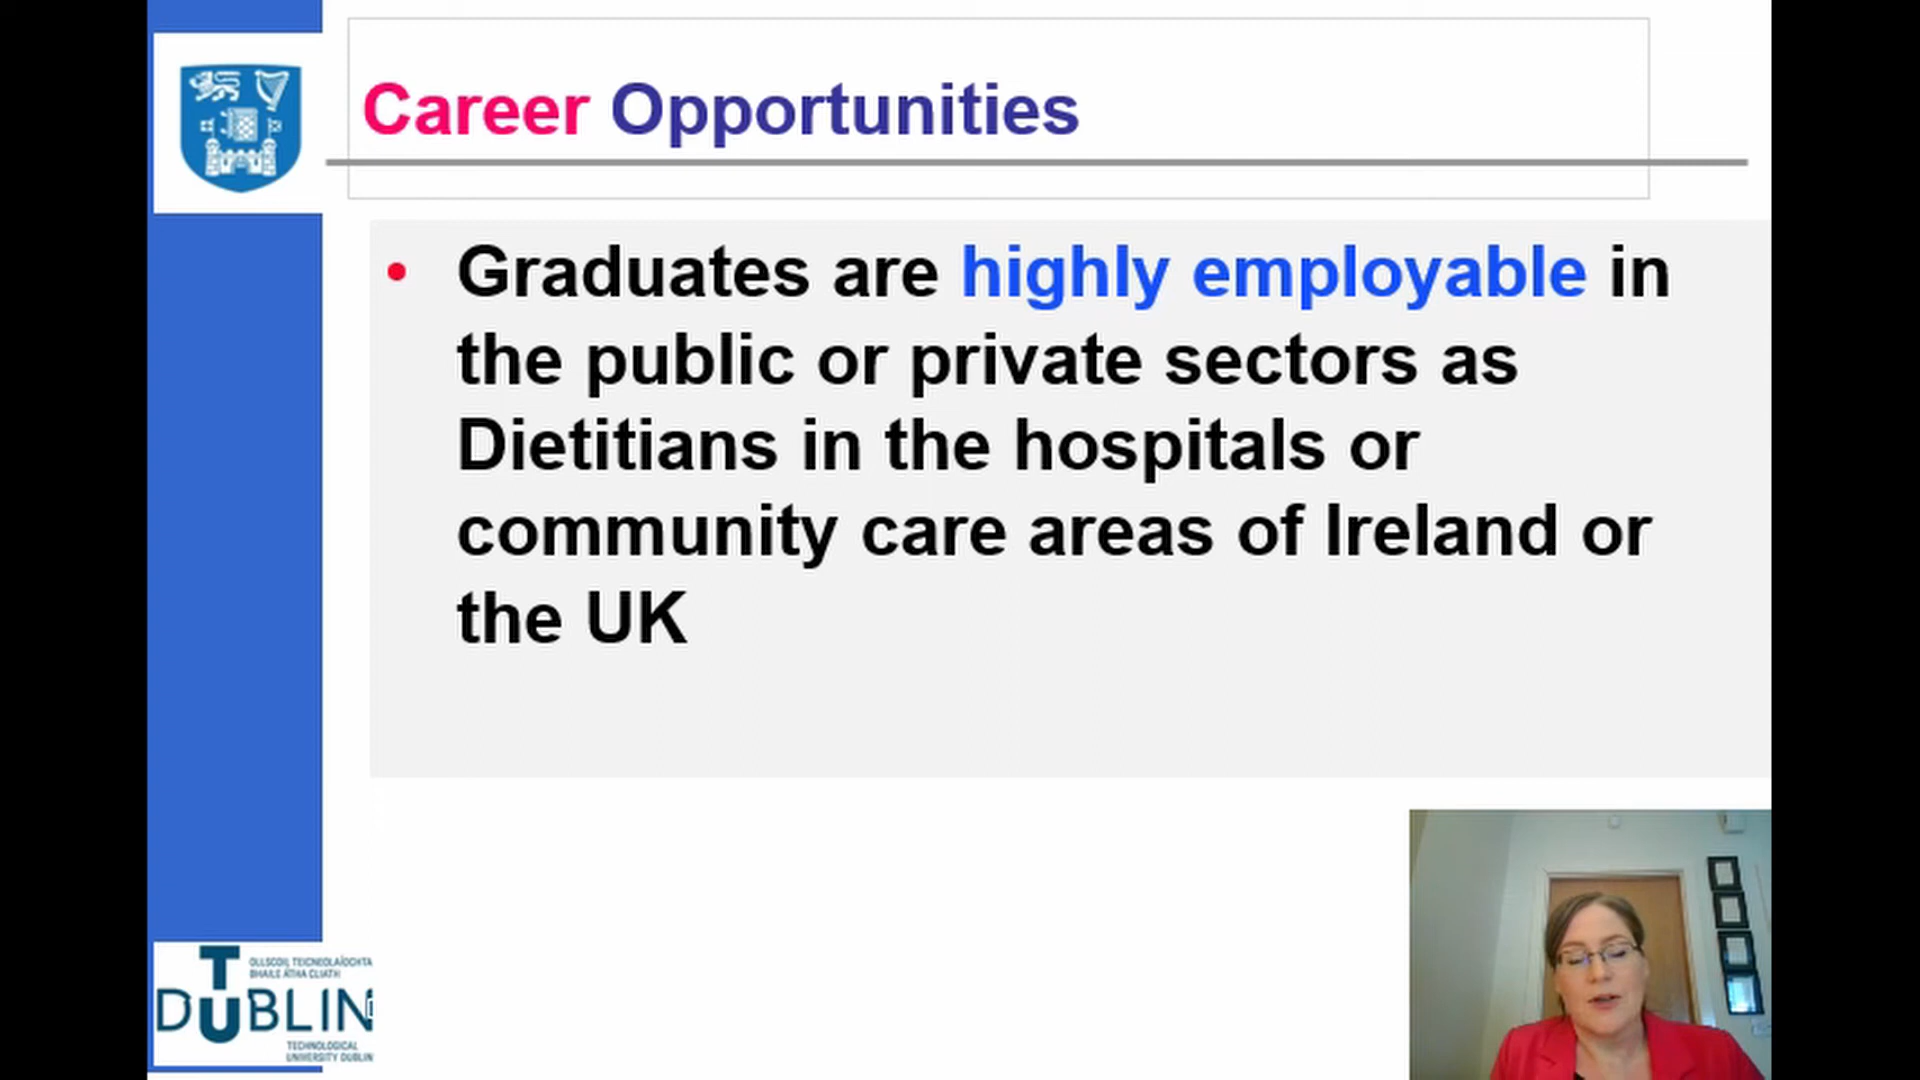 Career Opportunities
• Graduates are highly employable in
the public or private sectors as
Dietitians in the hospitals or
community care areas of Ireland or
the UK
OLLSCOIL TEICNEOLAÍOCHTA
BHAILE ÁTHA CLIATH
TU DUBLIN
TECHNOLOGICAL
UNIVERSITY DUBLIN